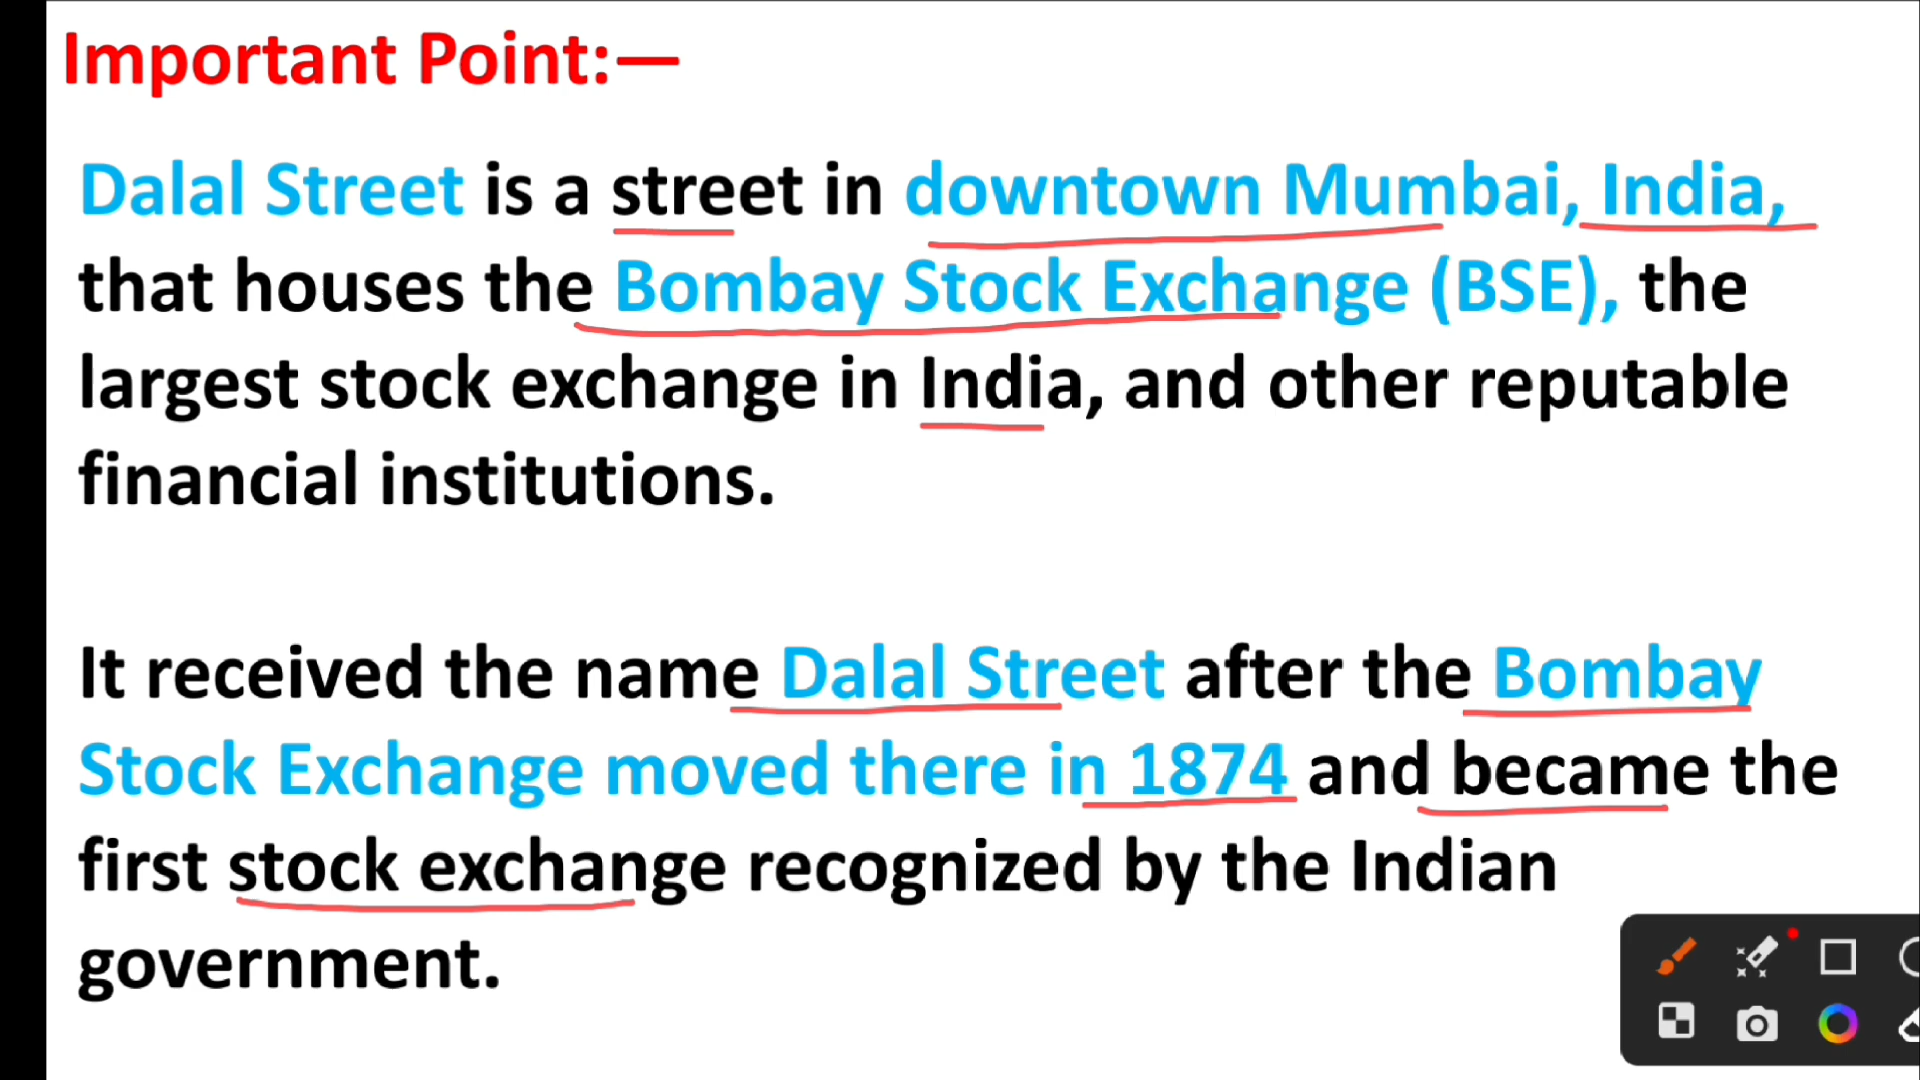 Important Point:—
Dalal Street is a street in downtown Mumbai, India,
that houses the Bombay Stock Exchange (BSE), the
largest stock exchange in India, and other reputable
financial institutions.
It received the name Dalal Street after the Bombay
Stock Exchange moved there in 1874 and became the
first stock exchange recognized by the Indian
government.